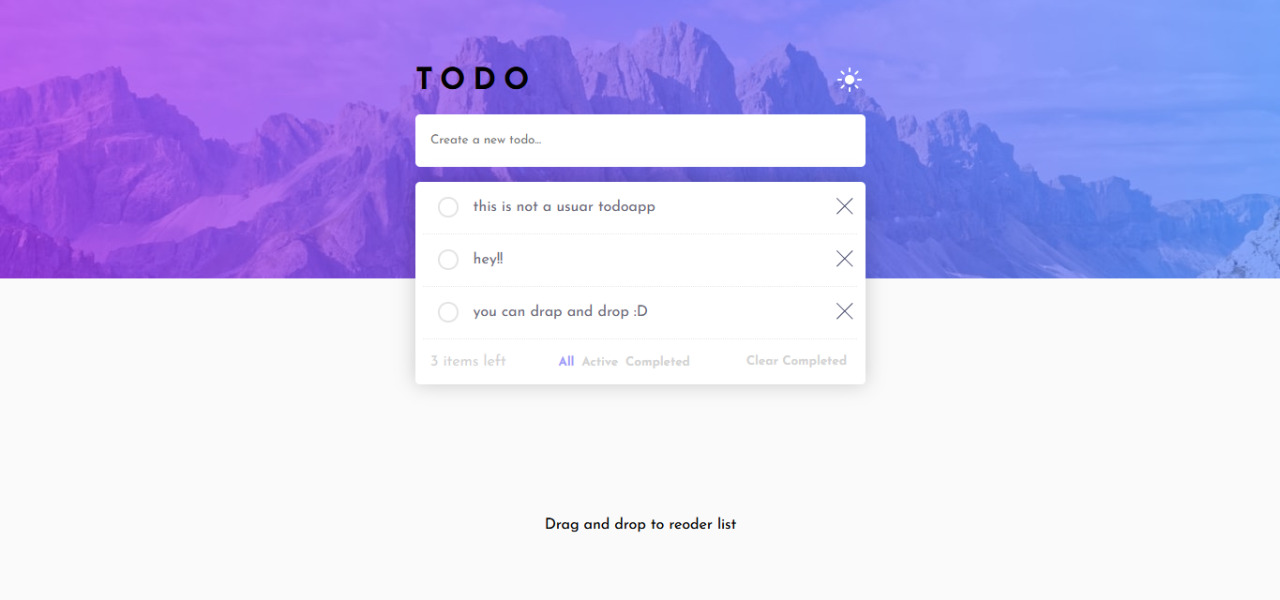 TODO
Create a new todo...
this is not a usuar todoapp
hey!!
you can drap and drop :D
3 items left All Active Completed Clear Completed
Drag and drop to reoder list